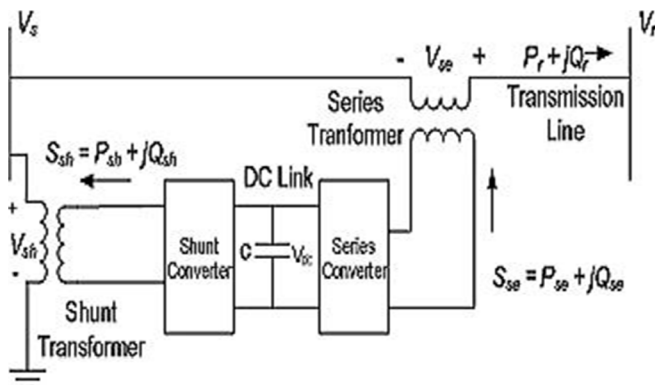 Vs
Vr
- Vse +
Pr + jQr
Transmission
Line
Series
Tranformer
Ssh = Psh + jQsh
DC Link
+
Vsh
-
Shunt
Converter
C
VDC
Series
Converter
Sse = Pse + jQse
Shunt
Transformer